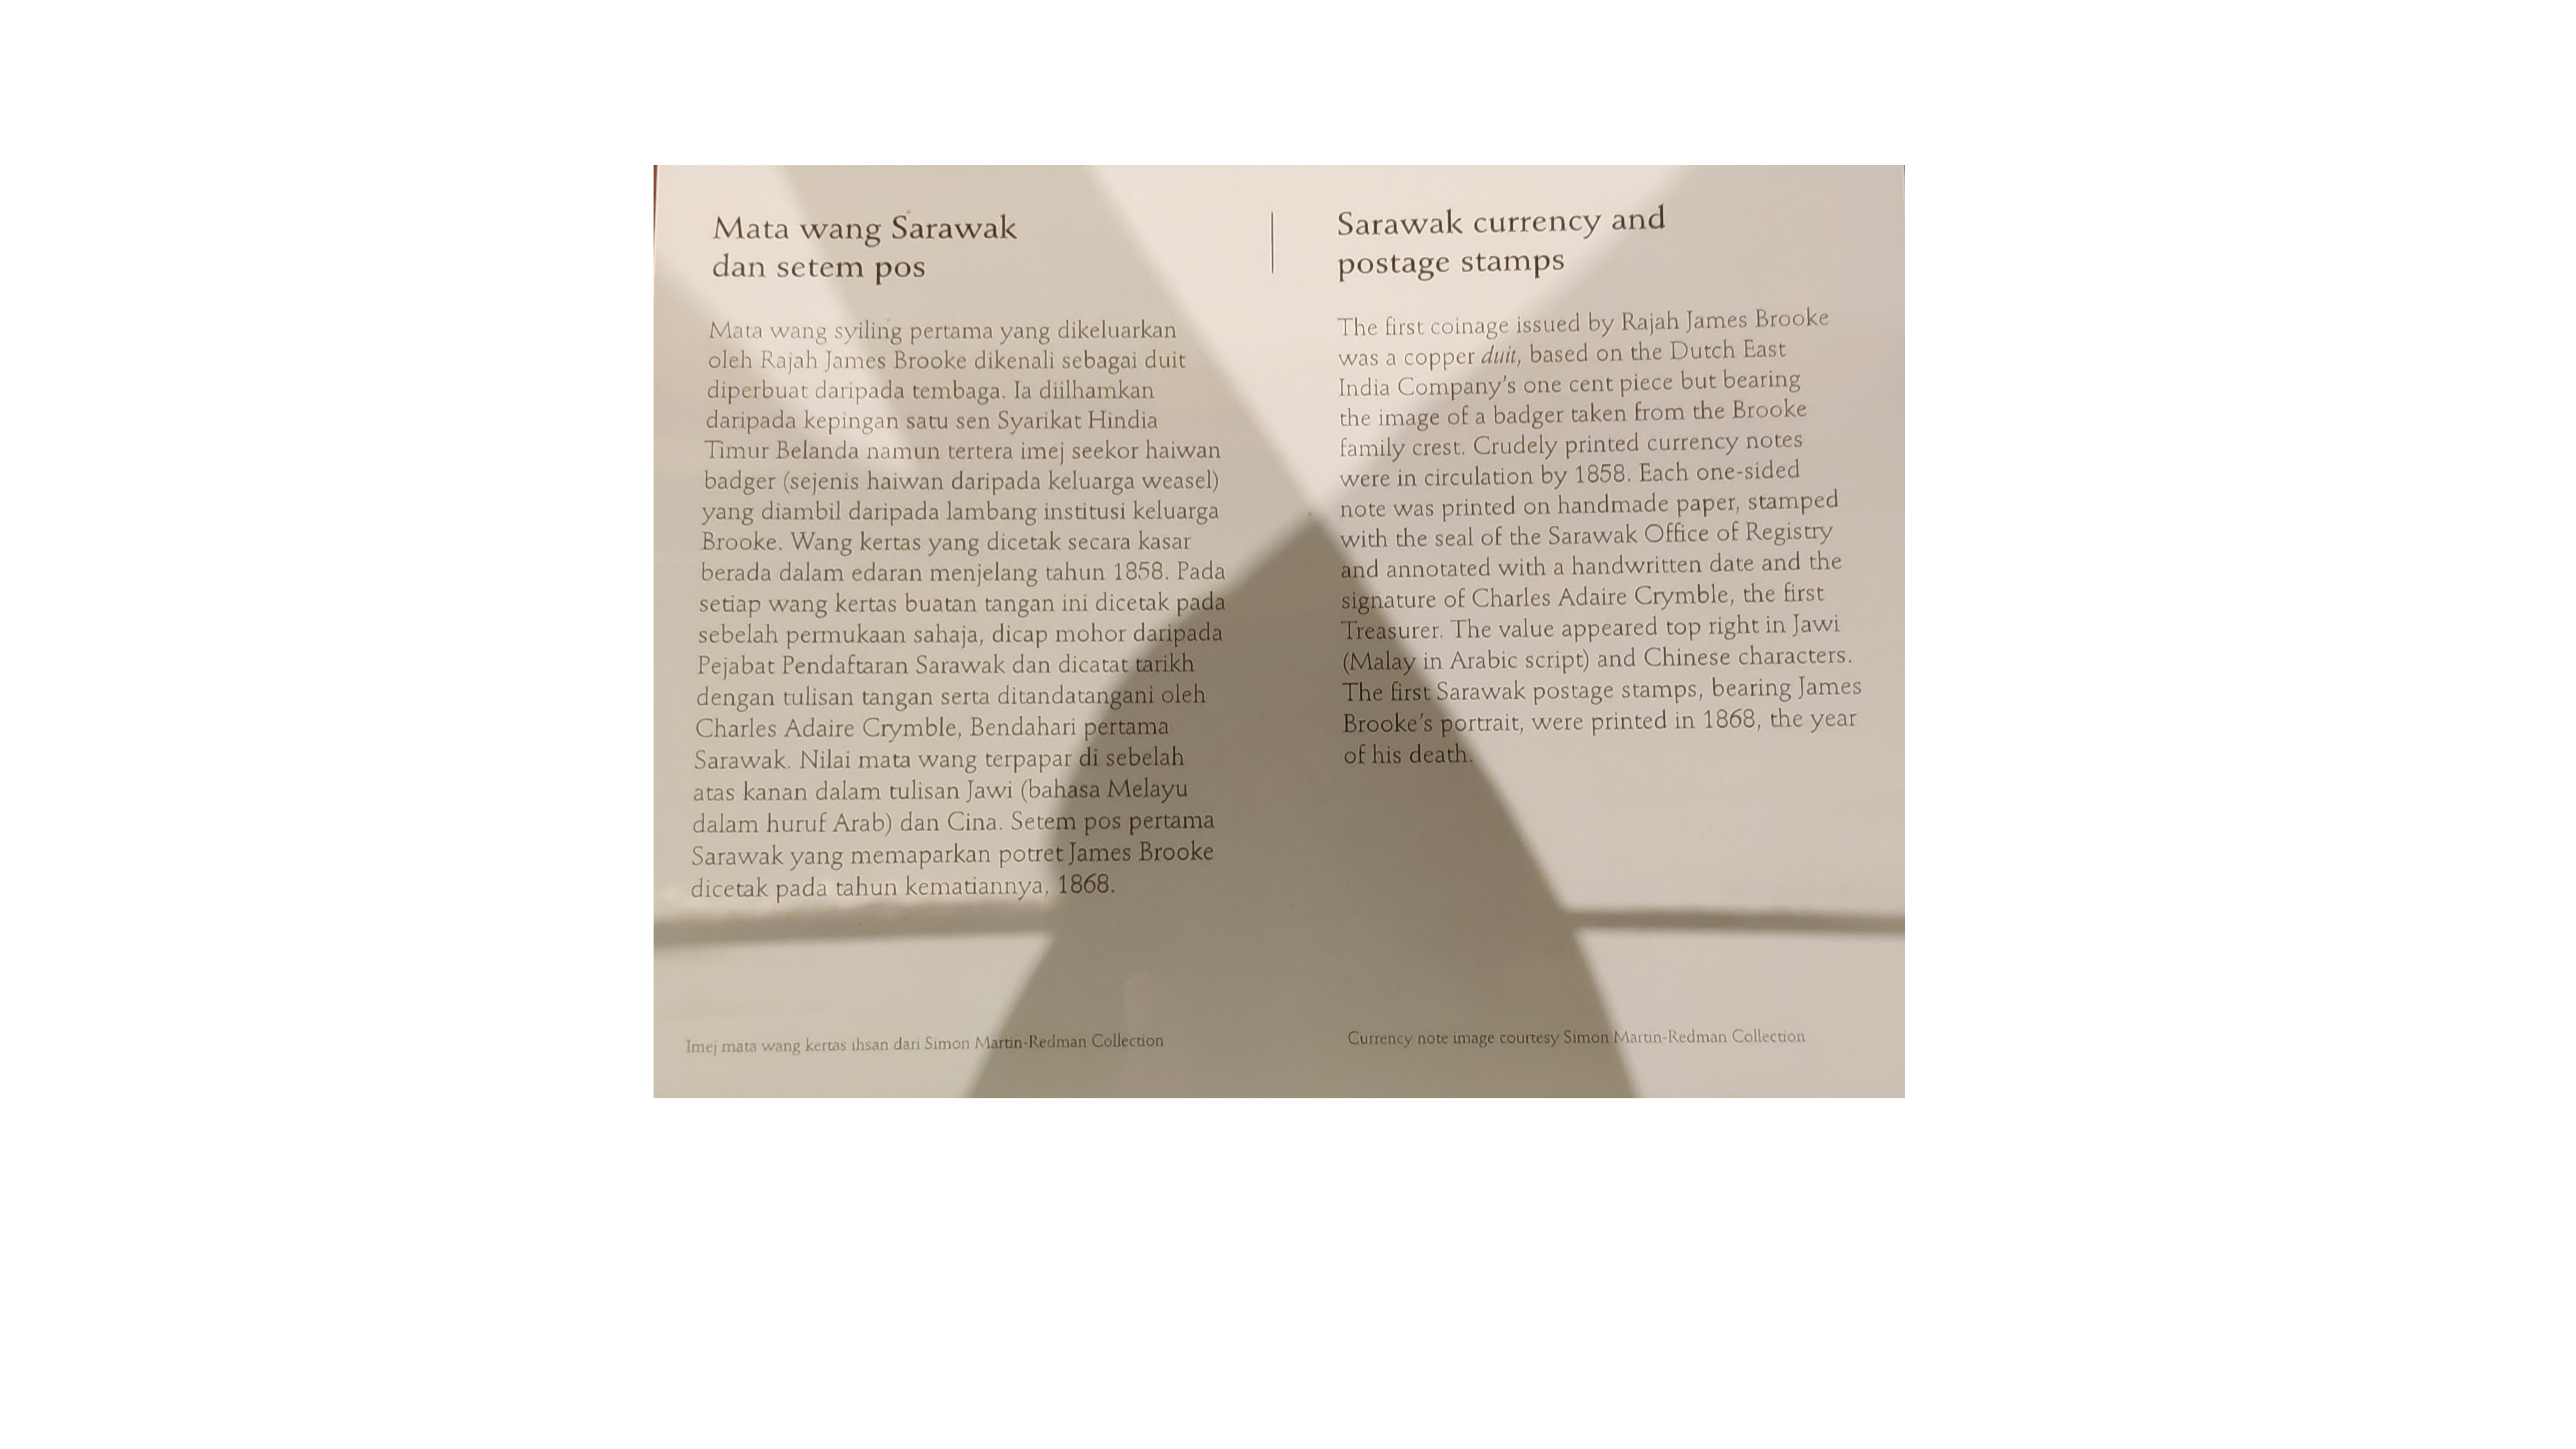 Mata wang Sarawak
dan setem pos
Mata wang syiling pertama yang dikeluarkan
oleh Rajah James Brooke dikenali sebagai duit
diperbuat daripada tembaga. Ia diilhamkan
daripada kepingan satu sen Syarikat Hindia
Timur Belanda namun tertera imej seekor haiwan
badger (sejenis haiwan daripada keluarga weasel)
yang diambil daripada lambang institusi keluarga
Brooke. Wang kertas yang dicetak secara kasar
berada dalam edaran menjelang tahun 1858. Pada
setiap wang kertas buatan tangan ini dicetak pada
sebelah permukaan sahaja, dicap mohor daripada
Pejabat Pendaftaran Sarawak dan dicatat tarikh
dengan tulisan tangan serta ditandatangani oleh
Charles Adaire Crymble, Bendahari pertama
Sarawak. Nilai mata wang terpapar di sebelah
atas kanan dalam tulisan Jawi (bahasa Melayu
dalam huruf Arab) dan Cina. Setem pos pertama
Sarawak yang memaparkan potret James Brooke
dicetak pada tahun kematiannya, 1868.
Imej mata wang kertas ihsan dari Simon Martin-Redman Collection
Sarawak currency and
postage stamps
The first coinage issued by Rajah James Brooke
was a copper duit, based on the Dutch East
India Company's one cent piece but bearing
the image of a badger taken from the Brooke
family crest. Crudely printed currency notes
were in circulation by 1858. Each one-sided
note was printed on handmade paper, stamped
with the seal of the Sarawak Office of Registry
and annotated with a handwritten date and the
signature of Charles Adaire Crymble, the first
Treasurer. The value appeared top right in Jawi
(Malay in Arabic script) and Chinese characters.
The first Sarawak postage stamps, bearing James
Brooke's portrait, were printed in 1868, the year
of his death.
Currency note image courtesy Simon Martin-Redman Collection